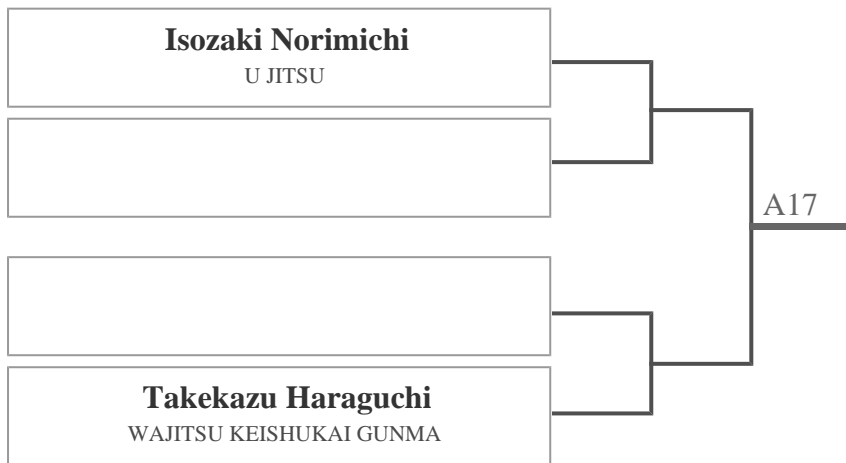 Isozaki Norimichi
U JITSU
A17
Takekazu Haraguchi
WAJITSU KEISHUKAI GUNMA